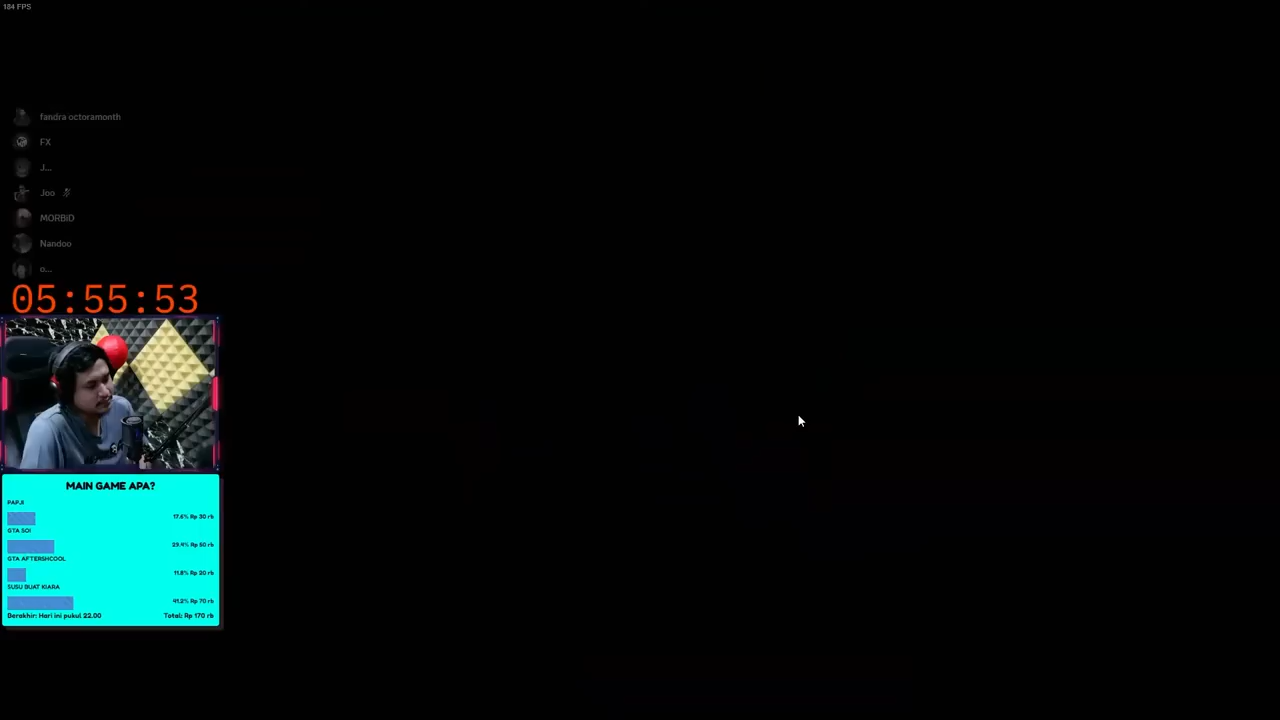 184 FPS
fandra octoramonth
FX
J...
Joo
MORBiD
Nandoo
o...
05:55:53
MAIN GAME APA?
PAPJI
17.6% Rp 30 rb
GTA SOI
29.4% Rp 50 rb
GTA AFTERSHCOOL
11.8% Rp 20 rb
SUSU BUAT KIARA
41.2% Rp 70 rb
Berakhir: Hari ini pukul 22.00 Total: Rp 170 rb